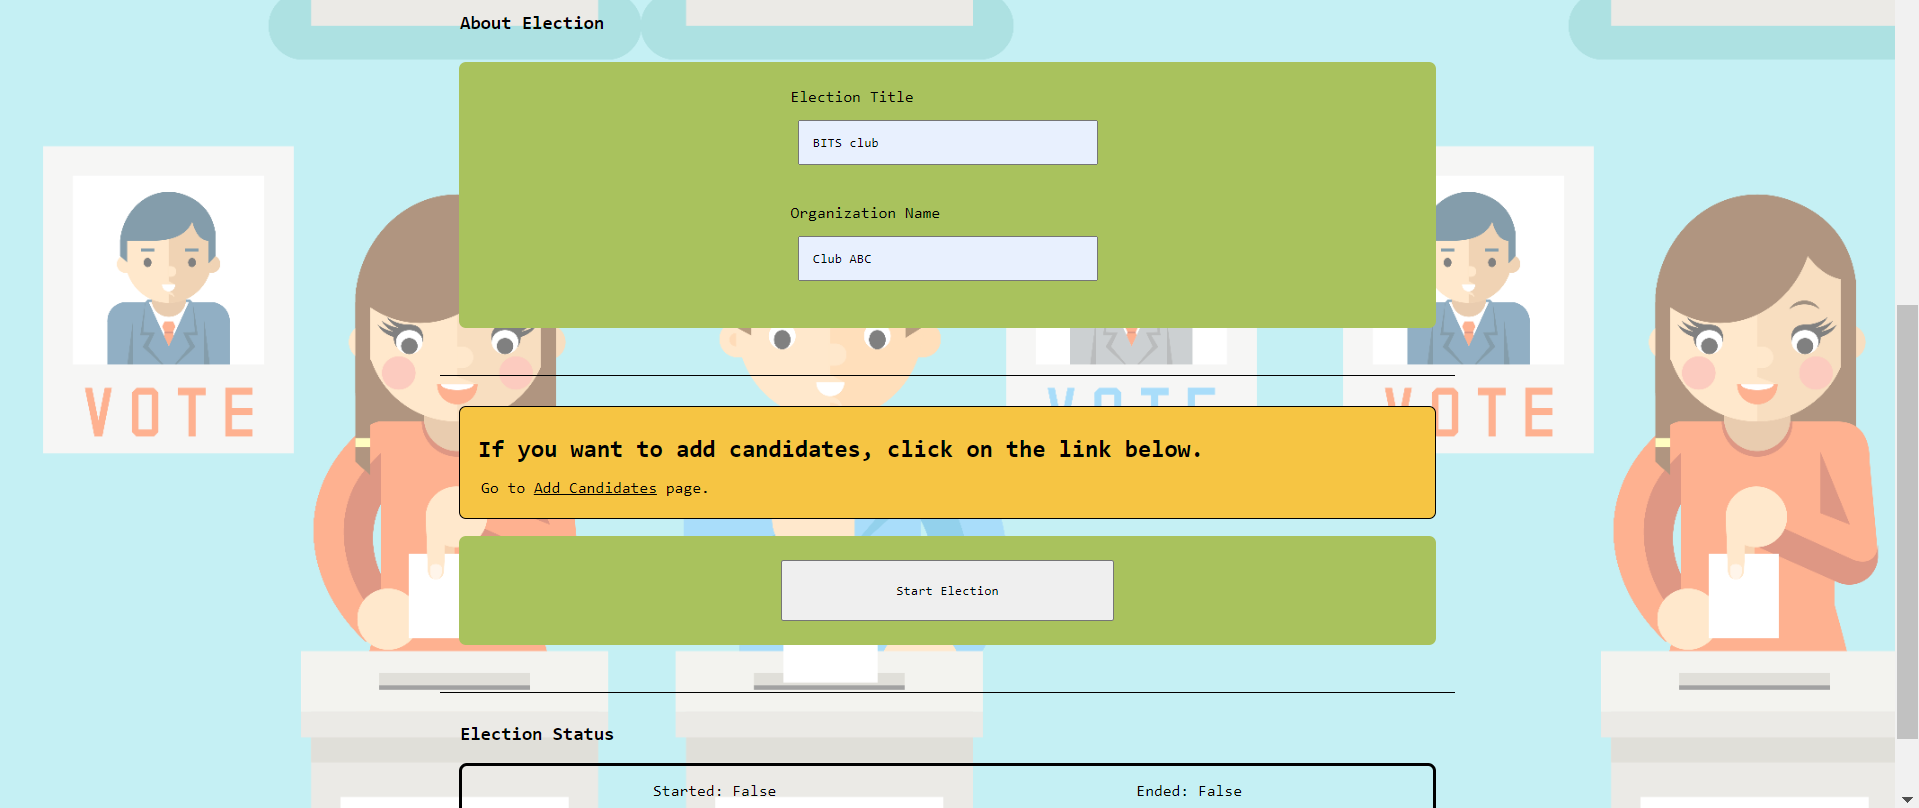 About Election
Election Title
BITS club
Organization Name
Club ABC
VOTE
VOTE
VOTE
If you want to add candidates, click on the link below.
Go to Add Candidates page.
Start Election
Election Status
Started: False
Ended: False